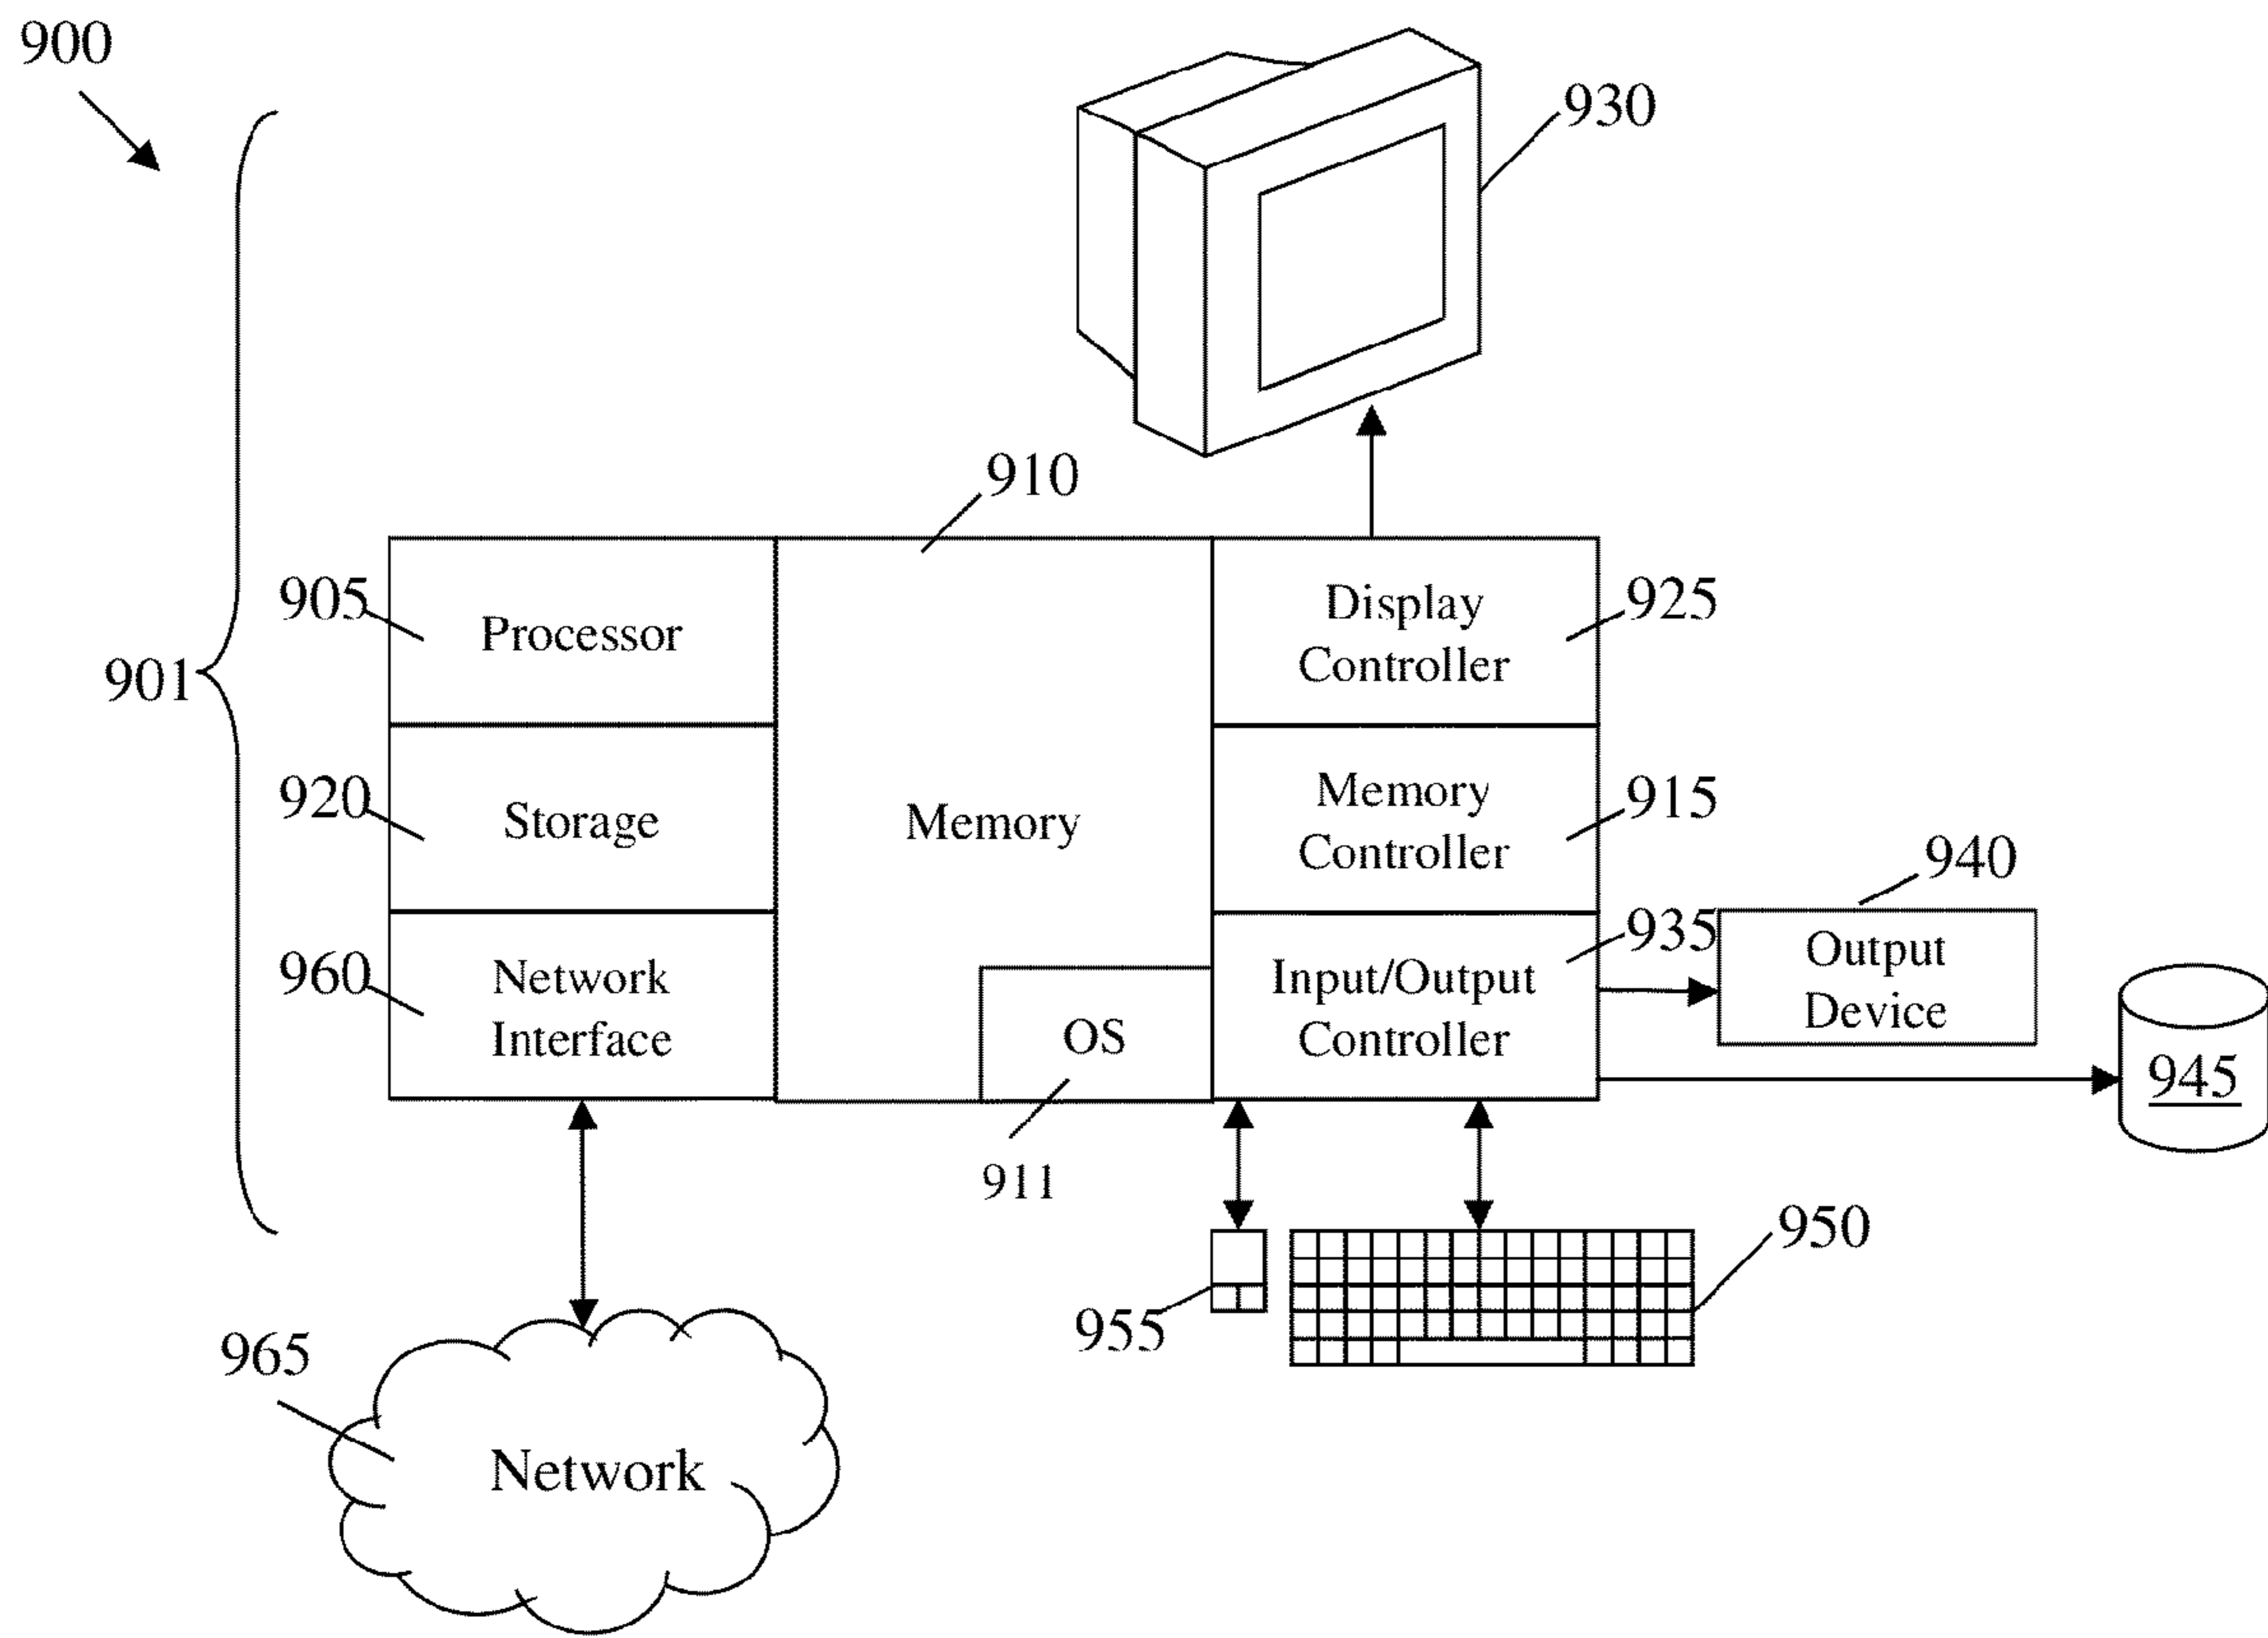 900
930
910
905
Processor
Display
Controller
925
901
920
Storage
Memory
Memory
Controller
915
940
960
Network
Interface
OS
Input/Output
Controller
935
Output
Device
945
911
950
955
965
Network